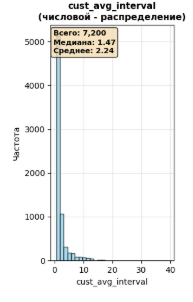 cust_avg_interval
(числовой - распределение)
Всего: 7,200
Медиана: 1.47
Среднее: 2.24
Частота
5000
4000
3000
2000
1000
0
0 10 20 30 40
cust_avg_interval